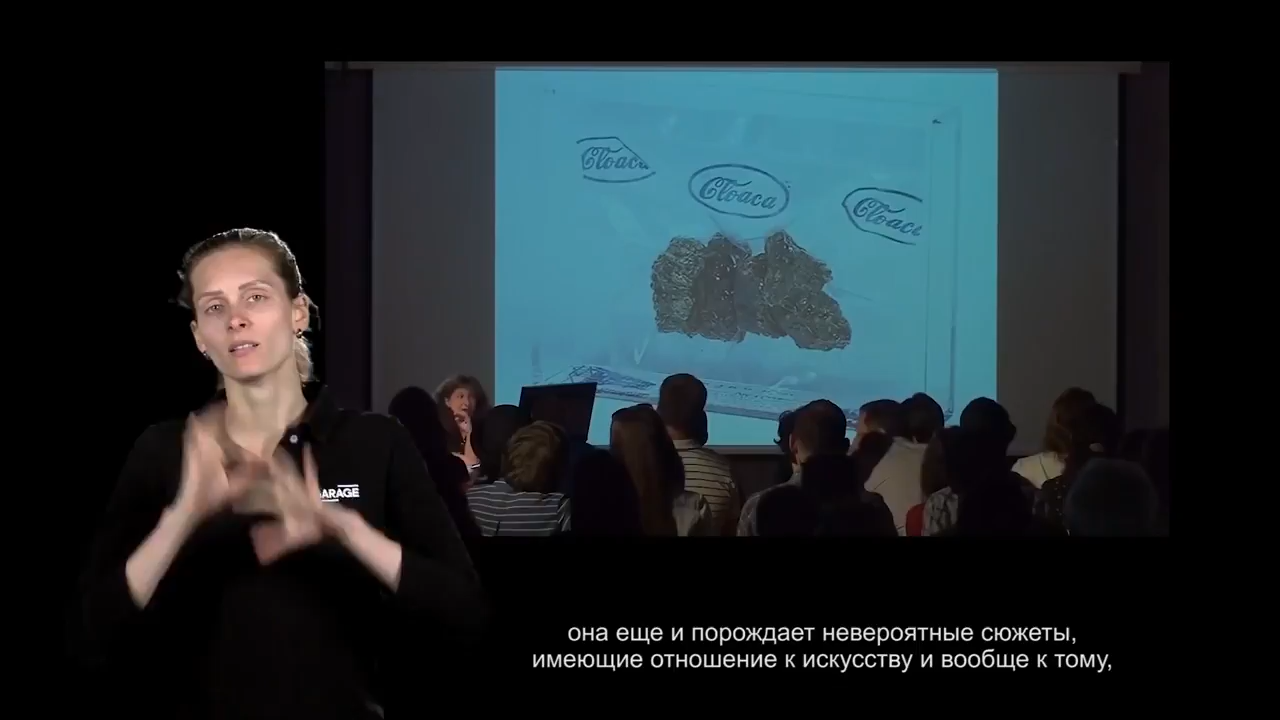 Cloaca
Cloaca
Cloaca
GARAGE
она еще и порождает невероятные сюжеты,
имеющие отношение к искусству и вообще к тому,